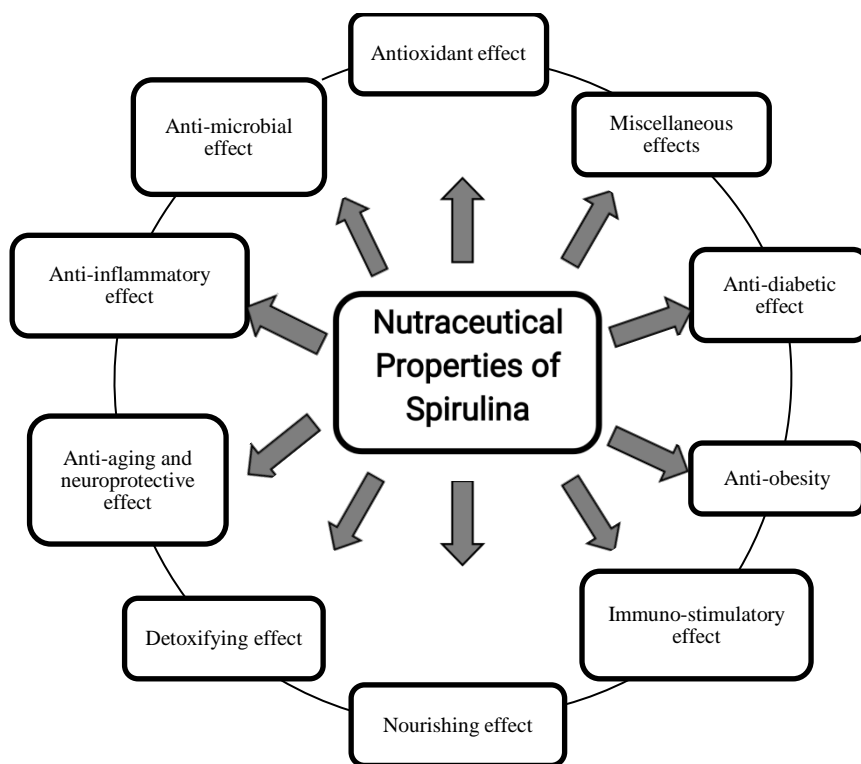 Antioxidant effect
Miscellaneous
effects
Anti-microbial
effect
Anti-inflammatory
effect
Anti-diabetic
effect
Nutraceutical
Properties of
Spirulina
Anti-aging and
neuroprotective
effect
Anti-obesity
Immuno-stimulatory
effect
Detoxifying effect
Nourishing effect